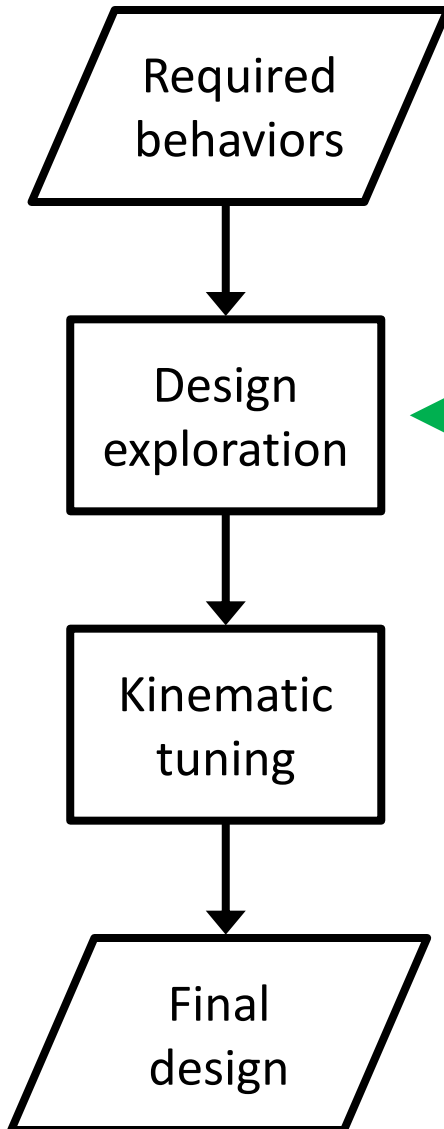 Required
behaviors
Design
exploration
Kinematic
tuning
Final
design